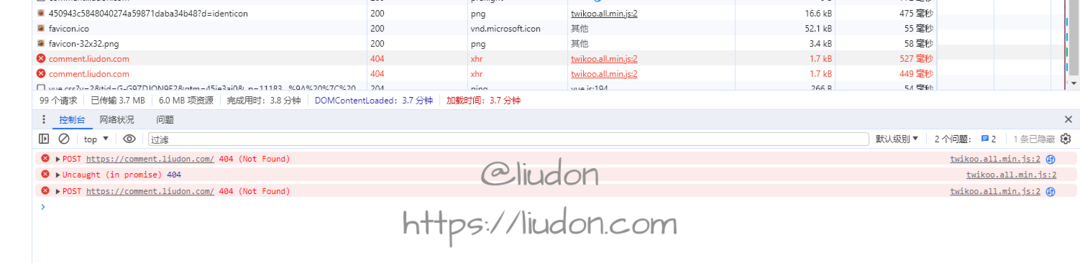 450943c5848040274a59871daba34b48?d=identicon 200 png twikoo.all.min.js:2 16.6 kB 475 毫秒
favicon.ico 200 vnd.microsoft.icon 其他 52.1 kB 55 毫秒
favicon-32x32.png 200 png 其他 3.4 kB 58 毫秒
comment.liudon.com 404 xhr twikoo.all.min.js:2 1.7 kB 527 毫秒
comment.liudon.com 404 xhr twikoo.all.min.js:2 1.7 kB 449 毫秒
99 个请求 已传输 3.7 MB 6.0 MB 项资源 完成用时：3.8 分钟 DOMContentLoaded：3.7 分钟 加载时间：3.7 分钟
控制台 网络状况 问题
top 过滤 默认级别 2 个问题： 2 1 条已隐藏
POST https://comment.liudon.com/ 404 (Not Found) twikoo.all.min.js:2
Uncaught (in promise) 404 twikoo.all.min.js:2
POST https://comment.liudon.com/ 404 (Not Found) twikoo.all.min.js:2
@liudon
https://liudon.com